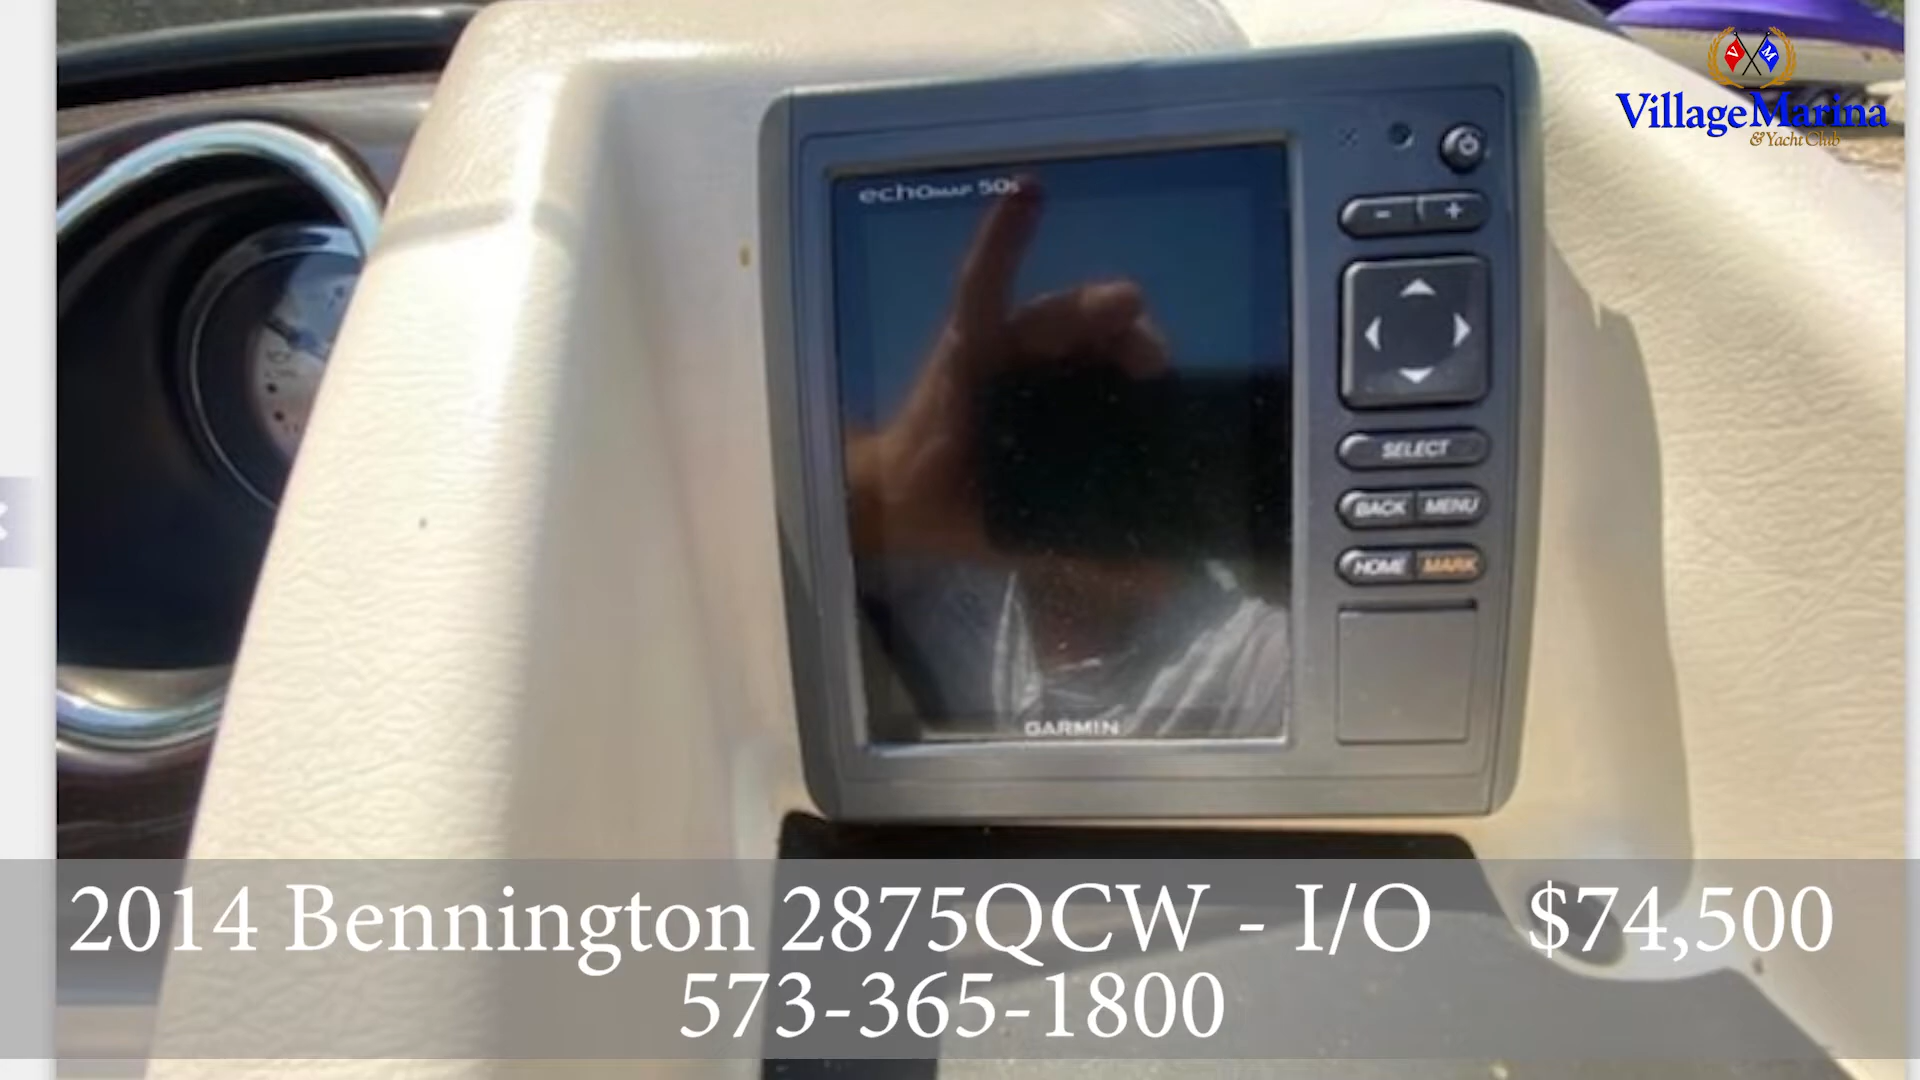 V M
Village Marina
& Yacht Club
echoMAP 50s
- +
SELECT
BACK MENU
HOME MARK
GARMIN
2014 Bennington 2875QCW - I/O $74,500
573-365-1800